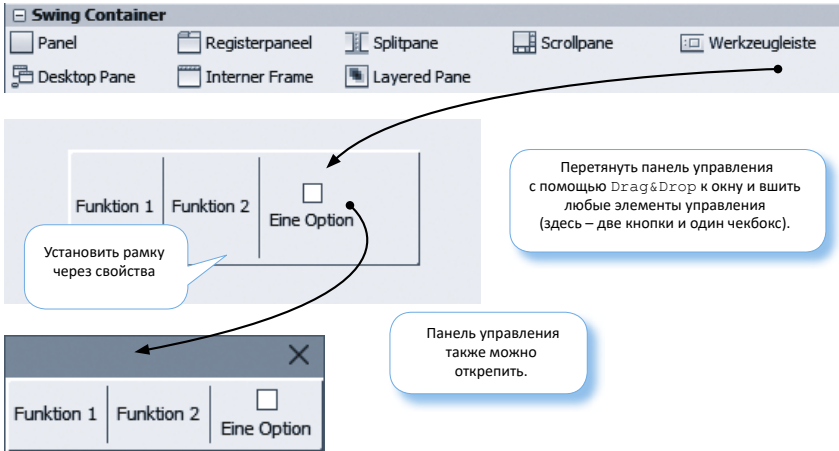 Swing Container
Panel Registerpaneel Splitpane Scrollpane Werkzeugleiste
Desktop Pane Interner Frame Layered Pane
Funktion 1 Funktion 2 Eine Option
Перетянуть панель управления
с помощью Drag&Drop к окну и вшить
любые элементы управления
(здесь – две кнопки и один чекбокс).
Установить рамку
через свойства
Панель управления
также можно
открепить.
Funktion 1 Funktion 2 Eine Option